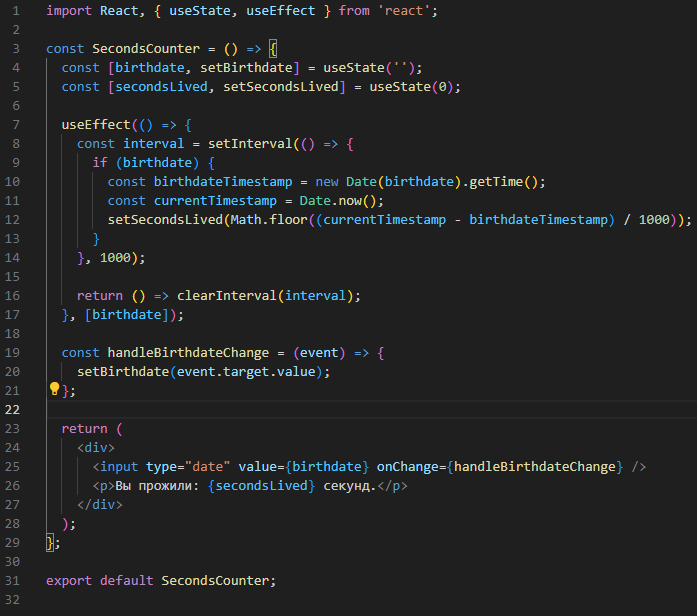 1 import React, { useState, useEffect } from 'react';
2
3 const SecondsCounter = () => {
4 const [birthdate, setBirthdate] = useState('');
5 const [secondsLived, setSecondsLived] = useState(0);
6
7 useEffect(() => {
8 const interval = setInterval(() => {
9 if (birthdate) {
10 const birthdateTimestamp = new Date(birthdate).getTime();
11 const currentTimestamp = Date.now();
12 setSecondsLived(Math.floor((currentTimestamp - birthdateTimestamp) / 1000));
13 }
14 }, 1000);
15
16 return () => clearInterval(interval);
17 }, [birthdate]);
18
19 const handleBirthdateChange = (event) => {
20 setBirthdate(event.target.value);
21 };
22
23 return (
24 <div>
25 <input type="date" value={birthdate} onChange={handleBirthdateChange} />
26 <p>Вы прожили: {secondsLived} секунд.</p>
27 </div>
28 );
29 };
30
31 export default SecondsCounter;
32